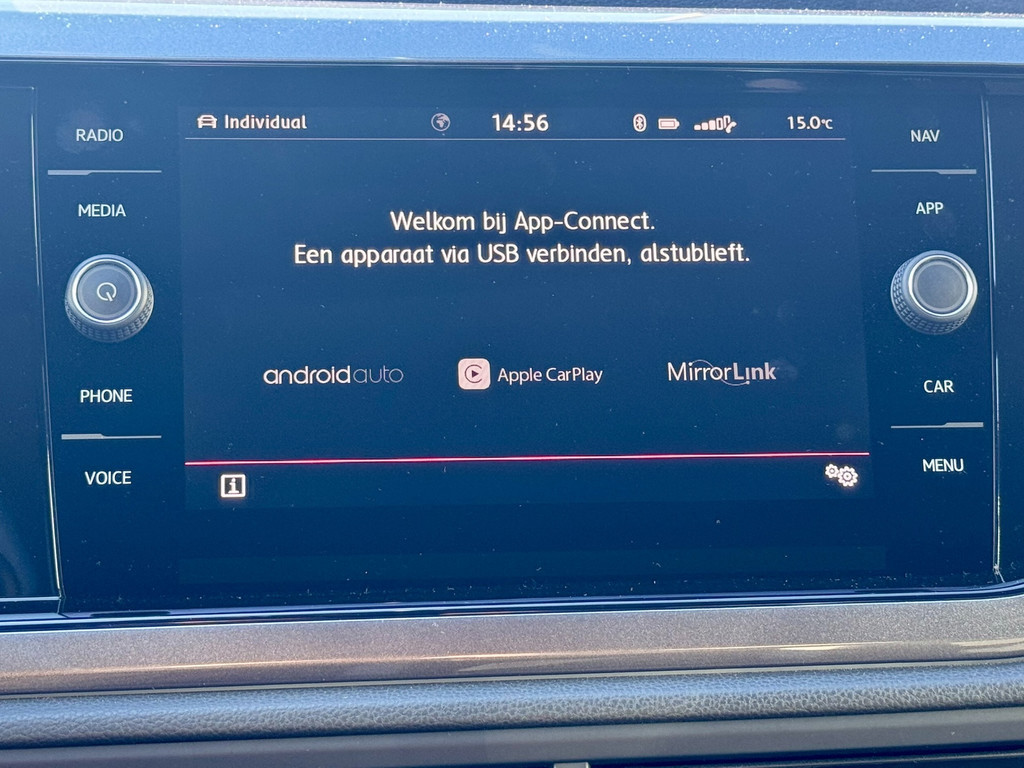 RADIO
MEDIA
PHONE
VOICE
Individual 14:56 15.0°C
Welkom bij App-Connect.
Een apparaat via USB verbinden, alstublieft.
androidauto Apple CarPlay MirrorLink
i
NAV
APP
CAR
MENU